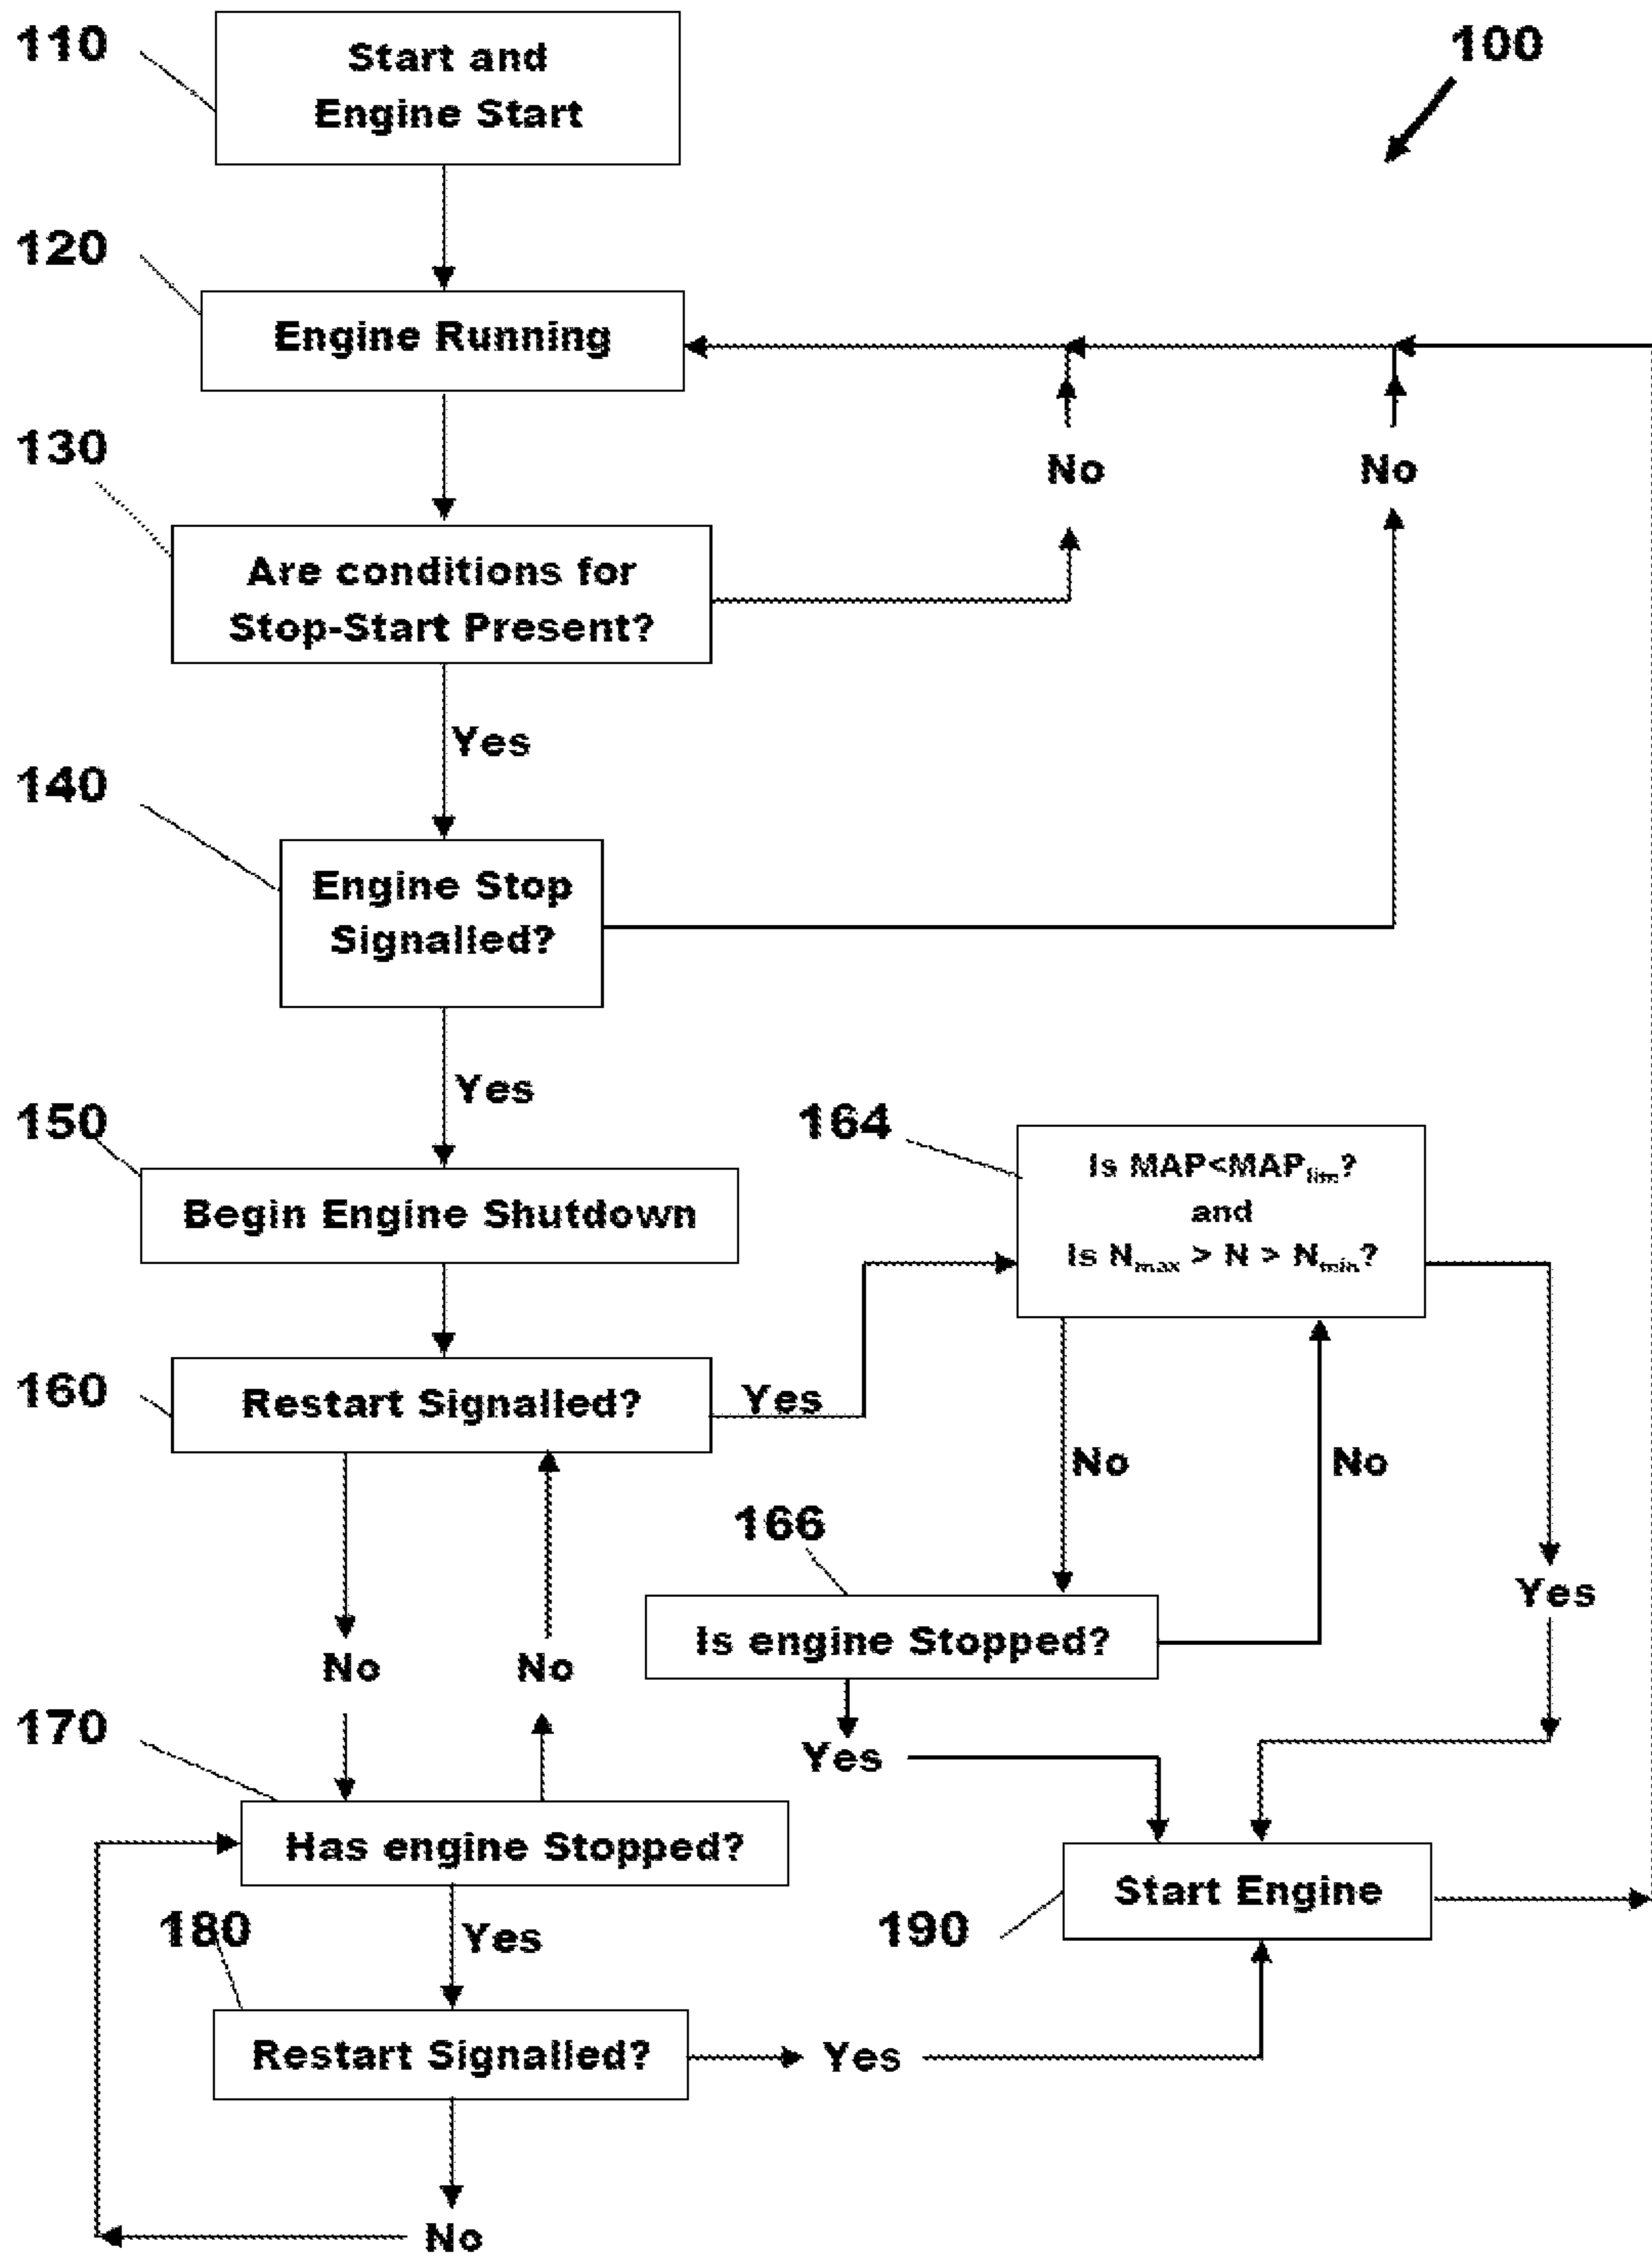 110
Start and
Engine Start
100
120
Engine Running
130
No
No
Are conditions for
Stop-Start Present?
Yes
140
Engine Stop
Signalled?
Yes
150
Begin Engine Shutdown
164
Is MAP<MAPlim?
and
Is Nmax > N > Nmin?
160
Restart Signalled?
Yes
No
No
166
Is engine Stopped?
Yes
No
No
Yes
170
Has engine Stopped?
180
Yes
190
Start Engine
Restart Signalled?
Yes
No